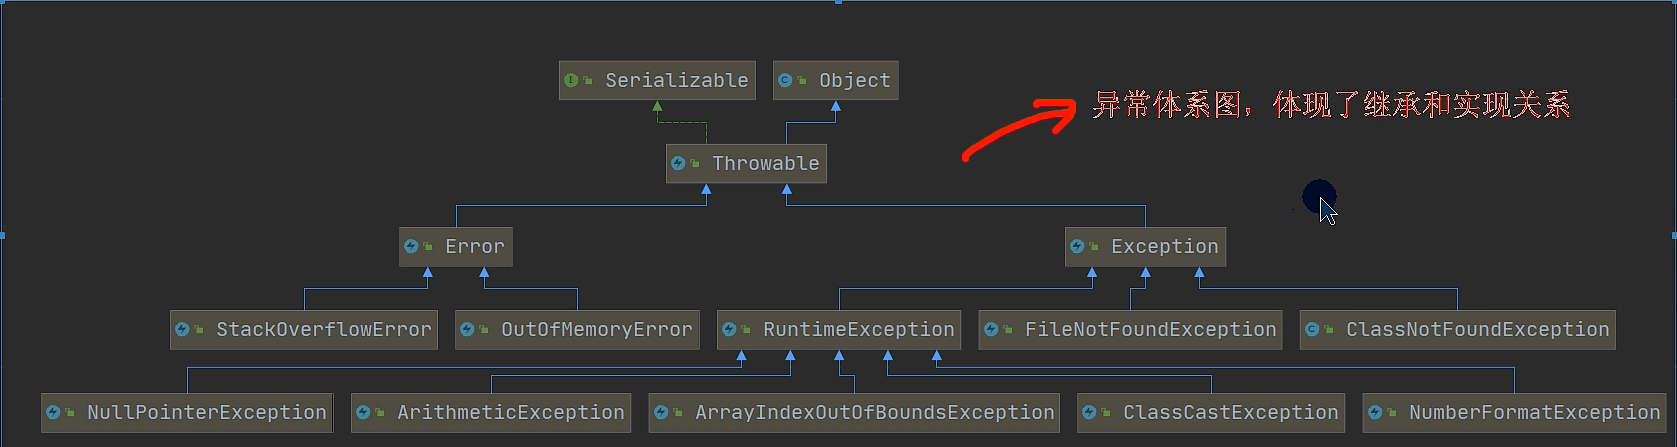 Serializable
Object
异常体系图，体现了继承和实现关系
Throwable
Error
Exception
StackOverflowError
OutOfMemoryError
RuntimeException
FileNotFoundException
ClassNotFoundException
NullPointerException
ArithmeticException
ArrayIndexOutOfBoundsException
ClassCastException
NumberFormatException